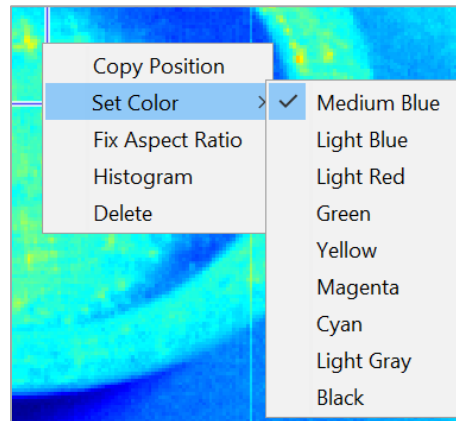 Copy Position
Set Color
Fix Aspect Ratio
Histogram
Delete
Medium Blue
Light Blue
Light Red
Green
Yellow
Magenta
Cyan
Light Gray
Black